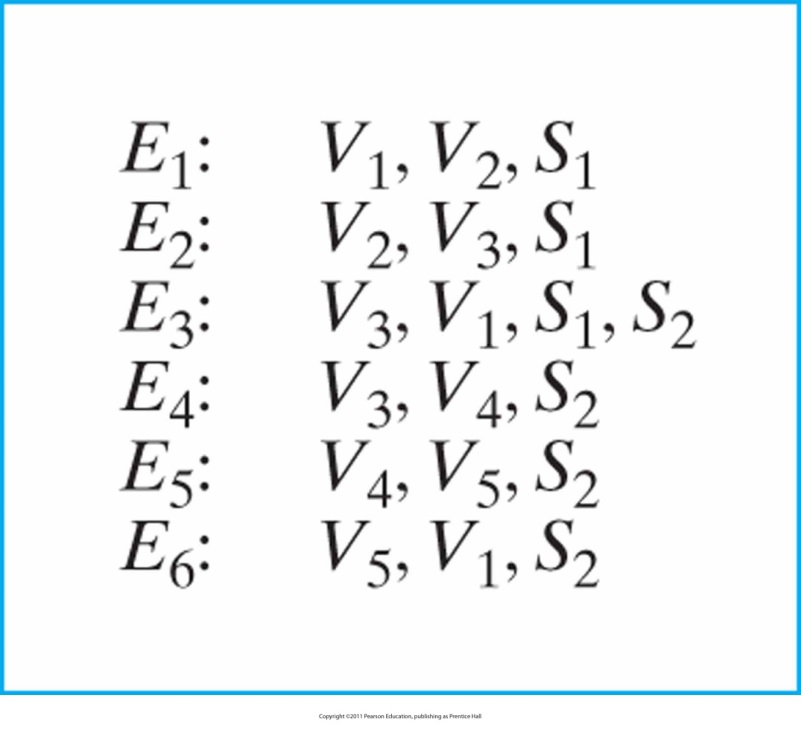 E₁: V₁, V₂, S₁
E₂: V₂, V₃, S₁
E₃: V₃, V₁, S₁, S₂
E₄: V₃, V₄, S₂
E₅: V₄, V₅, S₂
E₆: V₅, V₁, S₂
Copyright ©2011 Pearson Education, publishing as Prentice Hall